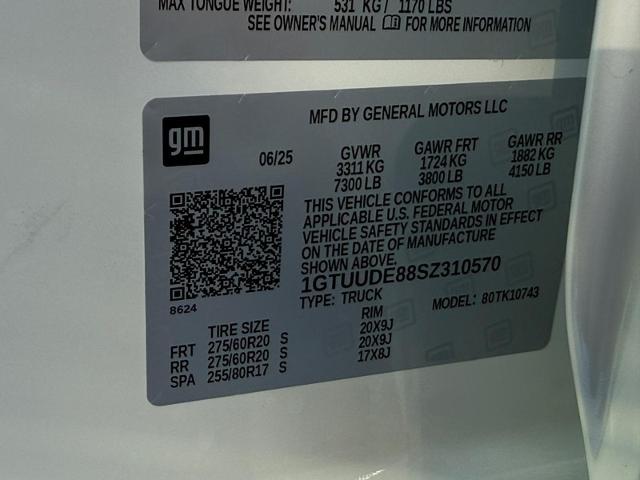 MAX TONGUE WEIGHT: 531 KG / 1170 LBS
SEE OWNER'S MANUAL FOR MORE INFORMATION
MFD BY GENERAL MOTORS LLC
gm
06/25
GVWR GAWR FRT GAWR RR
3311 KG 1724 KG 1882 KG
7300 LB 3800 LB 4150 LB
THIS VEHICLE CONFORMS TO ALL
APPLICABLE U.S. FEDERAL MOTOR
VEHICLE SAFETY STANDARDS IN EFFECT
ON THE DATE OF MANUFACTURE
SHOWN ABOVE.
1GTUUDE88SZ310570
TYPE: TRUCK MODEL: 80TK10743
8624
TIRE SIZE RIM
FRT 275/60R20 S 20X9J
RR 275/60R20 S 20X9J
SPA 255/80R17 S 17X8J